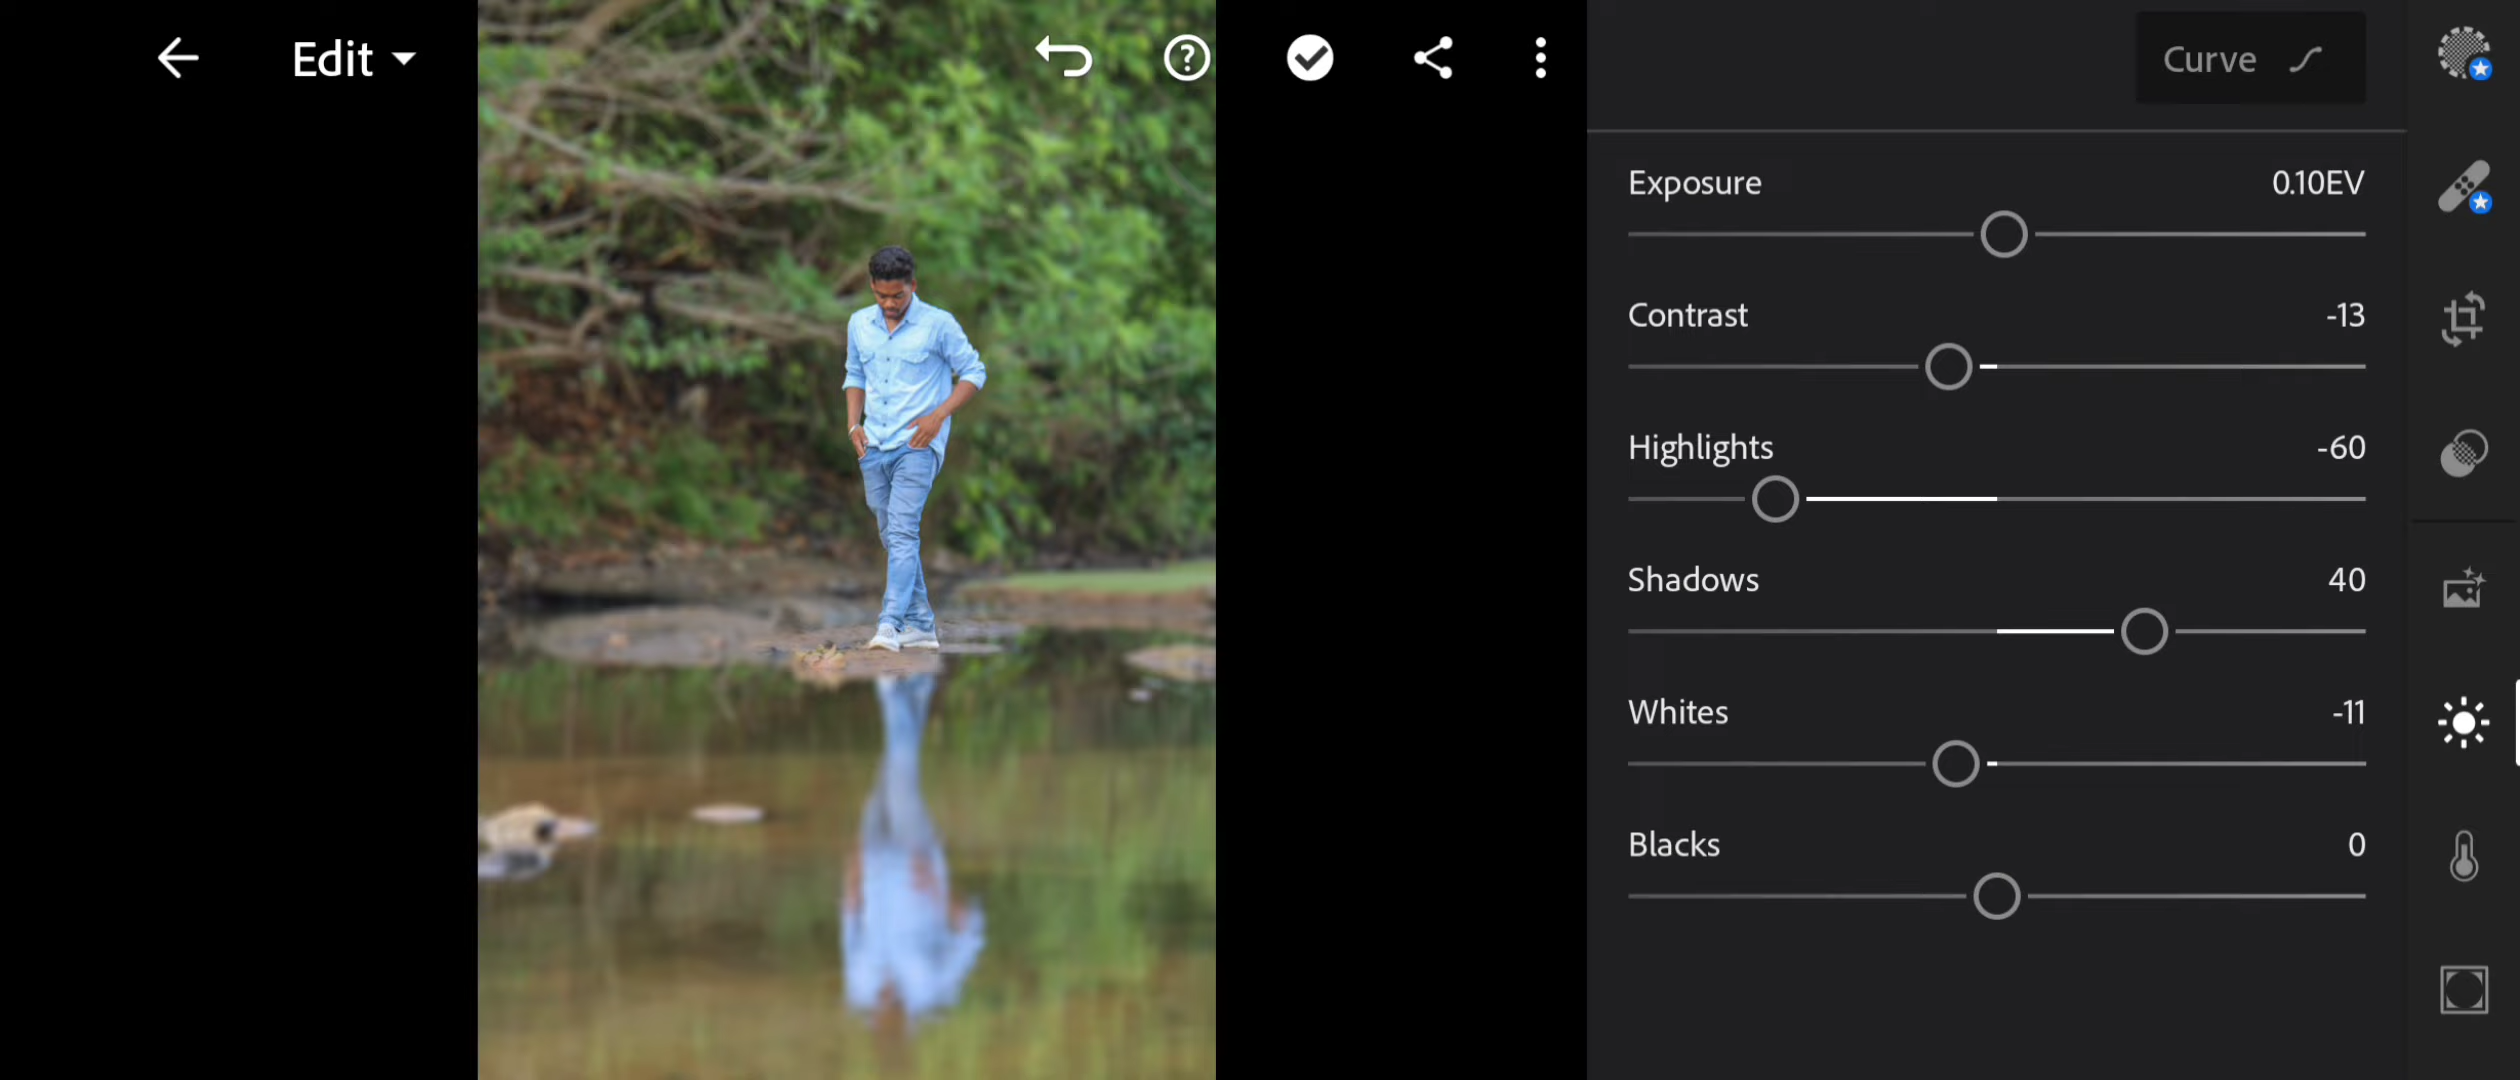 Edit
Curve
Exposure 0.10EV
Contrast -13
Highlights -60
Shadows 40
Whites -11
Blacks 0